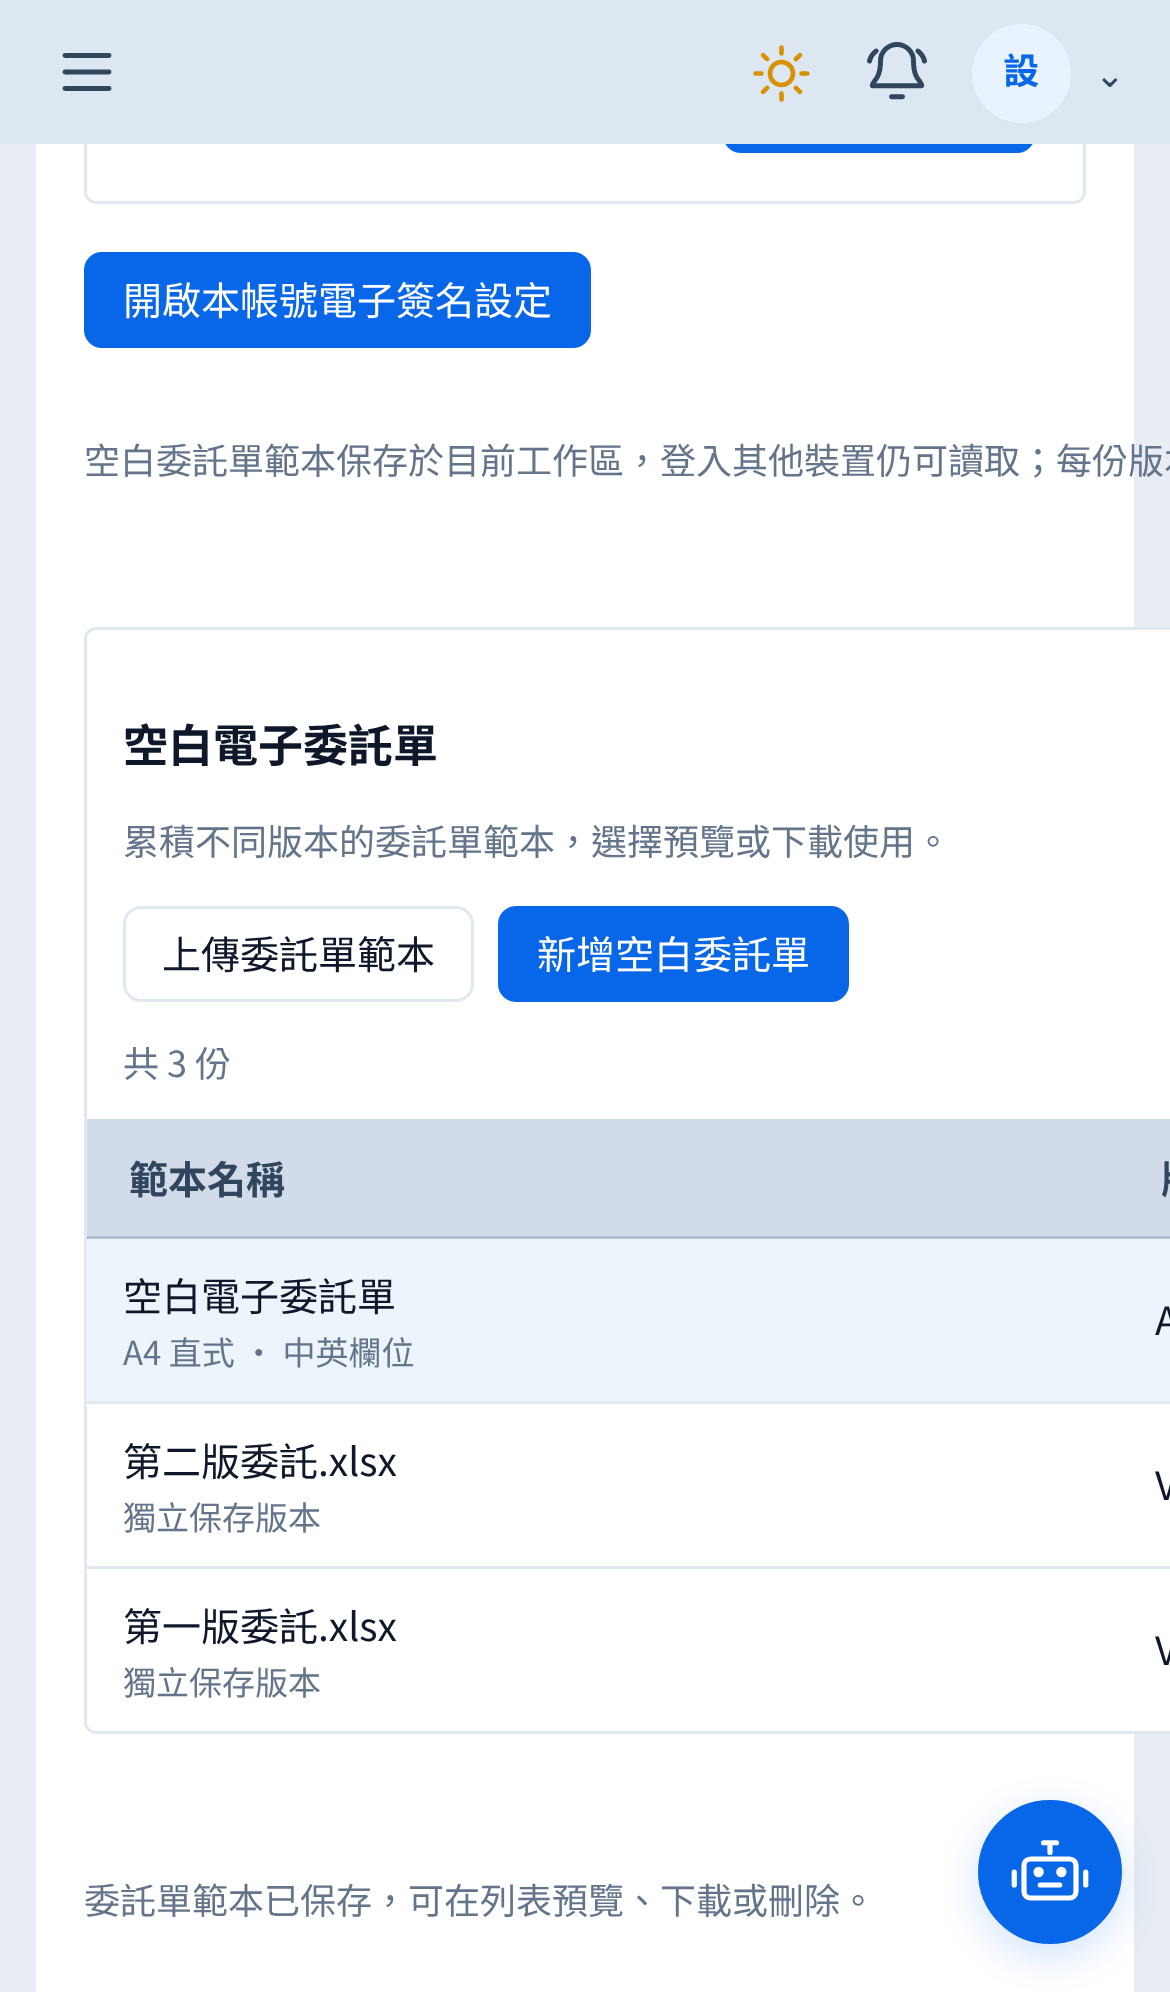 設
開啟本帳號電子簽名設定
空白委託單範本保存於目前工作區，登入其他裝置仍可讀取；每份版
空白電子委託單
累積不同版本的委託單範本，選擇預覽或下載使用。
上傳委託單範本 新增空白委託單
共 3 份
範本名稱
空白電子委託單
A4 直式 · 中英欄位
第二版委託.xlsx
獨立保存版本
第一版委託.xlsx
獨立保存版本
委託單範本已保存，可在列表預覽、下載或刪除。